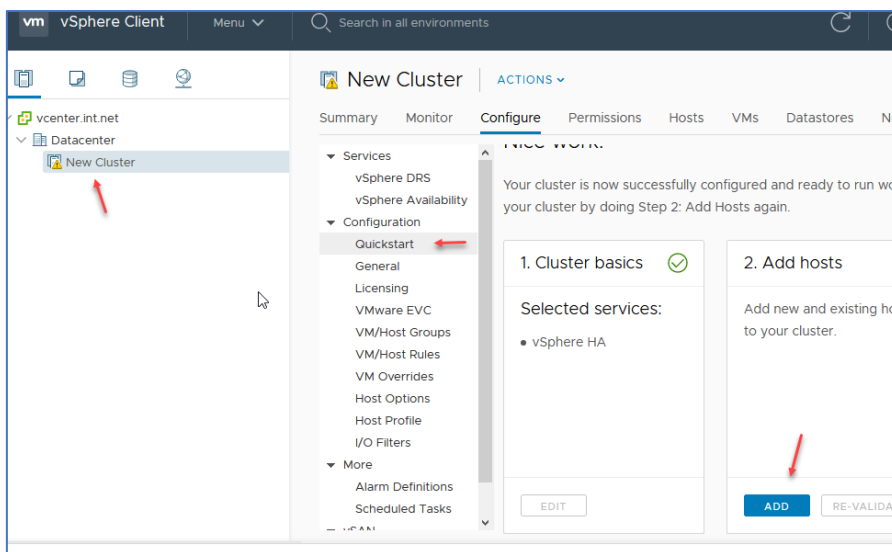 vm vSphere Client Menu Search in all environments
vcenter.int.net
Datacenter
New Cluster
New Cluster ACTIONS
Summary Monitor Configure Permissions Hosts VMs Datastores
Services
vSphere DRS
vSphere Availability
Configuration
Quickstart
General
Licensing
VMware EVC
VM/Host Groups
VM/Host Rules
VM Overrides
Host Options
Host Profile
I/O Filters
More
Alarm Definitions
Scheduled Tasks
vSAN
Nice work.
Your cluster is now successfully configured and ready to run
your cluster by doing Step 2: Add Hosts again.
1. Cluster basics
Selected services:
• vSphere HA
EDIT
2. Add hosts
Add new and existing
to your cluster.
ADD